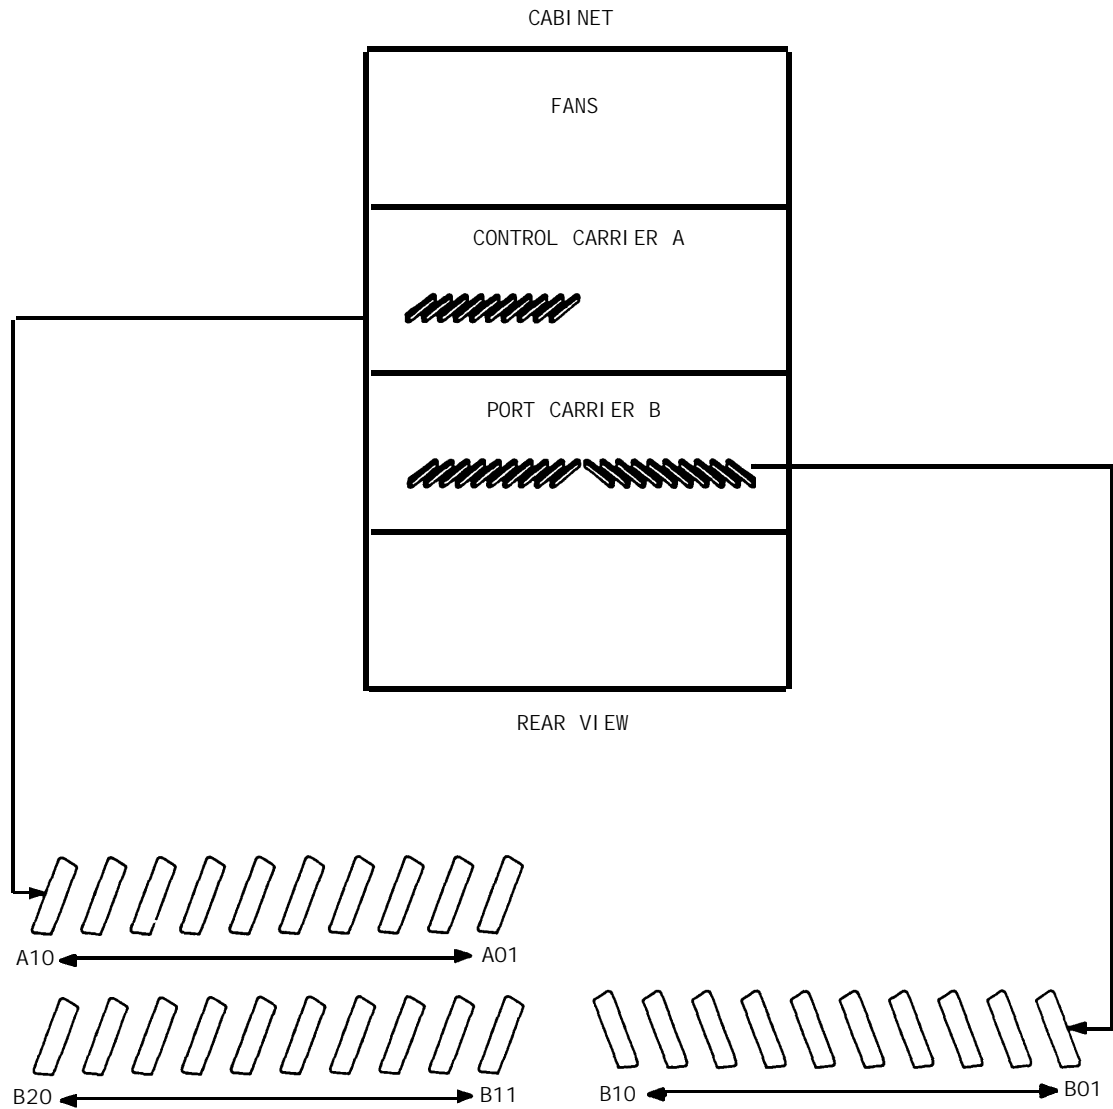 CABINET
FANS
CONTROL CARRIER A
PORT CARRIER B
REAR VIEW
A10 A01
B20 B11 B10 B01